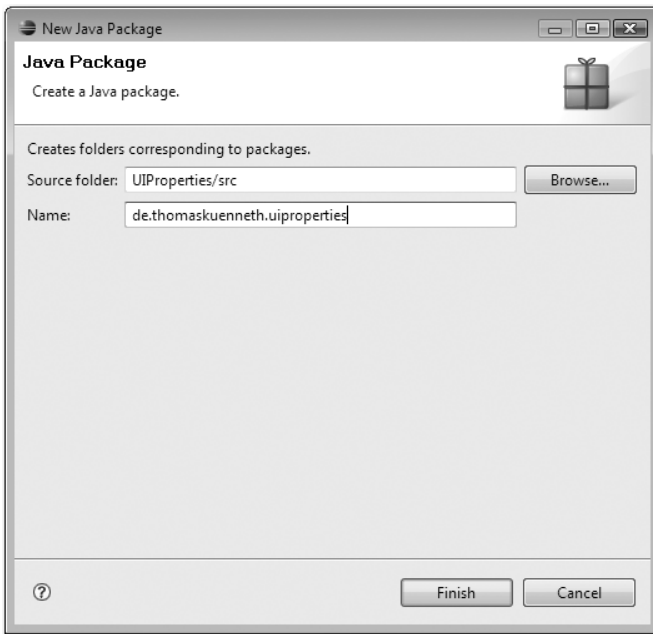 New Java Package
Java Package
Create a Java package.
Creates folders corresponding to packages.
Source folder: UIProperties/src Browse...
Name: de.thomaskuenneth.uiproperties
? Finish Cancel